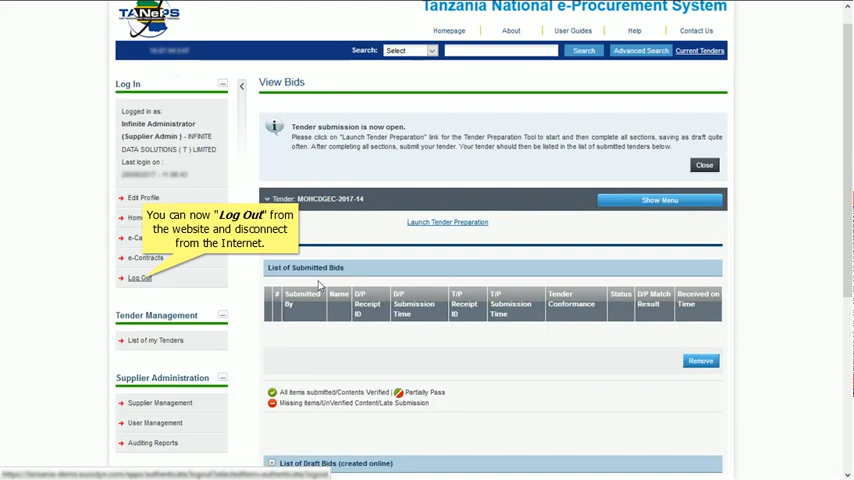 Tanzania National e-Procurement System
TANePS
Homepage
About
User Guides
Help
Contact Us
Search:
Select
Search
Advanced Search
Current Tenders
Log In
Logged in as:
Infinite Administrator
(Supplier Admin) - INFINITE
DATA SOLUTIONS ( T ) LIMITED
Last login on :
Edit Profile
Hom
e-Ca
e-Contracts
Log Out
You can now "Log Out" from
the website and disconnect
from the Internet.
Tender Management
List of my Tenders
Supplier Administration
Supplier Management
User Management
Auditing Reports
View Bids
Tender submission is now open.
Please click on "Launch Tender Preparation" link for the Tender Preparation Tool to start and then complete all sections, saving as draft quite
often. After completing all sections, submit your tender. Your tender should then be listed in the list of submitted tenders below.
Close
Tender: MOHCDGEC-2017-14
Show Menu
Launch Tender Preparation
List of Submitted Bids
# Submitted By
Name
D/P Receipt ID
D/P Submission Time
T/P Receipt ID
T/P Submission Time
Tender Conformance
Status
D/P Match Result
Received on Time
Remove
All items submitted/Contents Verified | Partially Pass
Missing items/UnVerified Content/Late Submission
List of Draft Bids (created online)